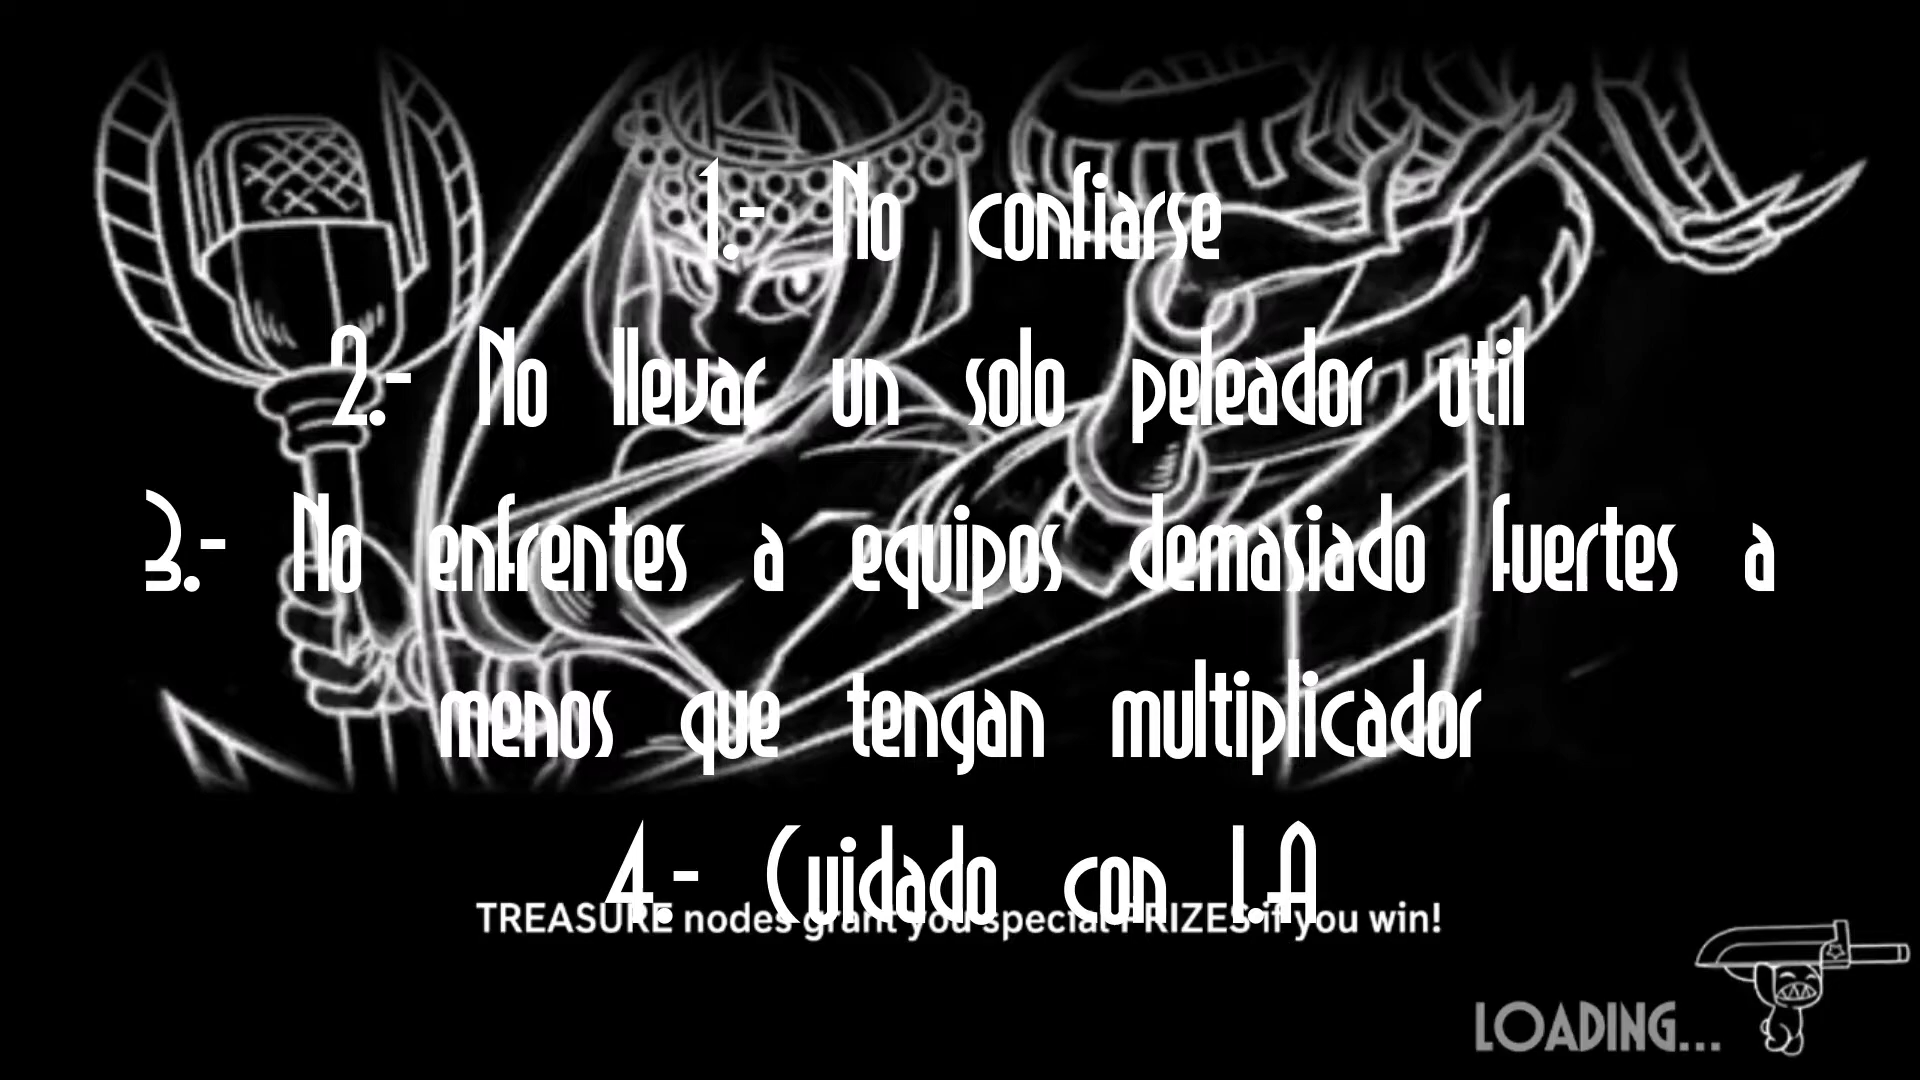 1.- No confiarse
2.- No llevar un solo peleador util
3.- No enfrentes a equipos demasiado fuertes a
menos que tengan multiplicador
4.- Cuidado con I.A
TREASURE nodes grant you special PRIZES if you win!
LOADING...